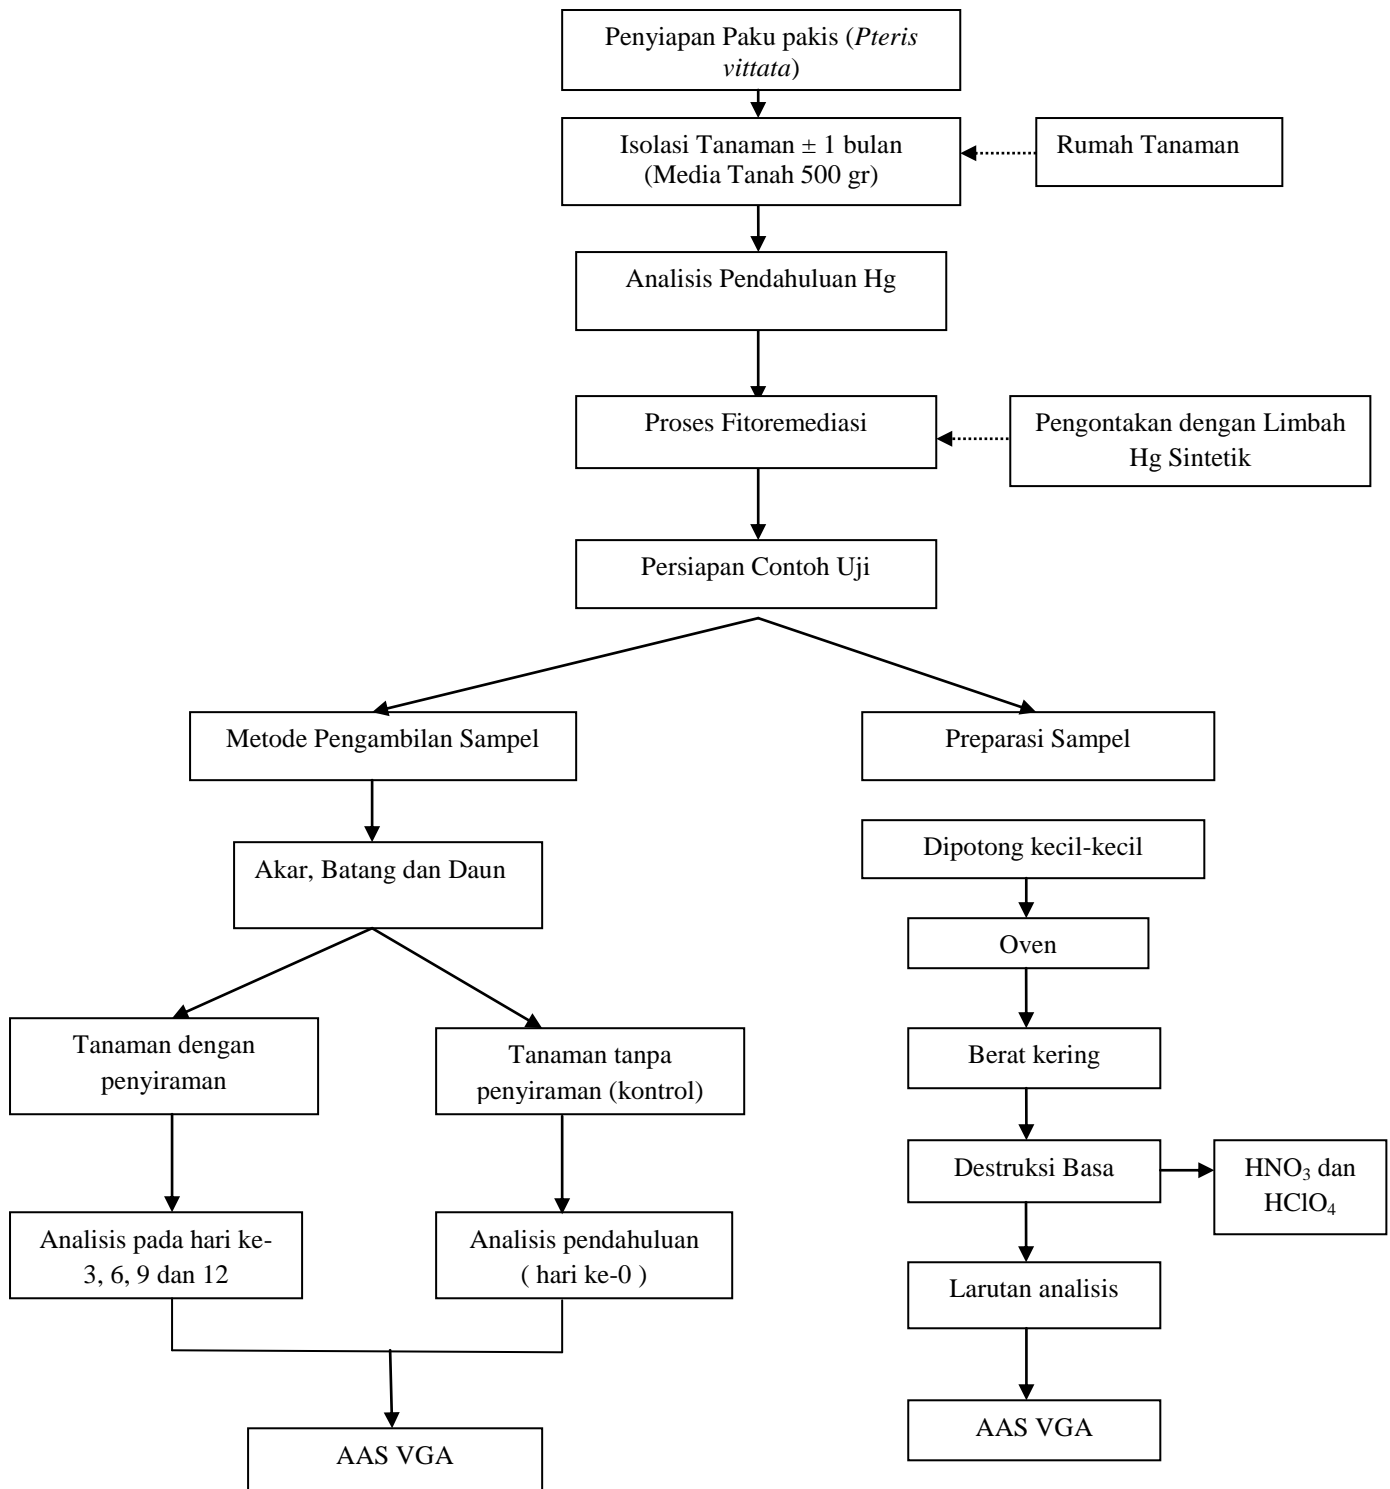 Penyiapan Paku pakis (Pteris
vittata)
Isolasi Tanaman ± 1 bulan
(Media Tanah 500 gr)
Rumah Tanaman
Analisis Pendahuluan Hg
Proses Fitoremediasi
Pengontakan dengan Limbah
Hg Sintetik
Persiapan Contoh Uji
Metode Pengambilan Sampel
Akar, Batang dan Daun
Tanaman dengan
penyiraman
Tanaman tanpa
penyiraman (kontrol)
Analisis pada hari ke-
3, 6, 9 dan 12
Analisis pendahuluan
( hari ke-0 )
AAS VGA
Preparasi Sampel
Dipotong kecil-kecil
Oven
Berat kering
Destruksi Basa
HNO₃ dan
HClO₄
Larutan analisis
AAS VGA